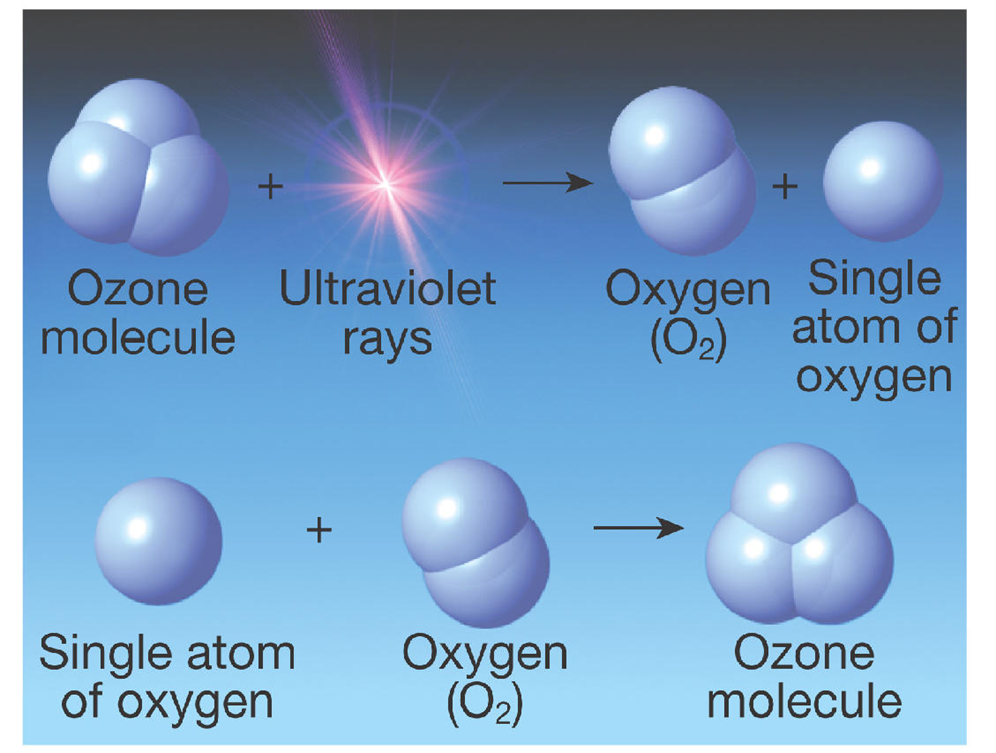 + → +
Ozone molecule
Ultraviolet rays
Oxygen (O₂)
Single atom of oxygen
+ →
Single atom of oxygen
Oxygen (O₂)
Ozone molecule